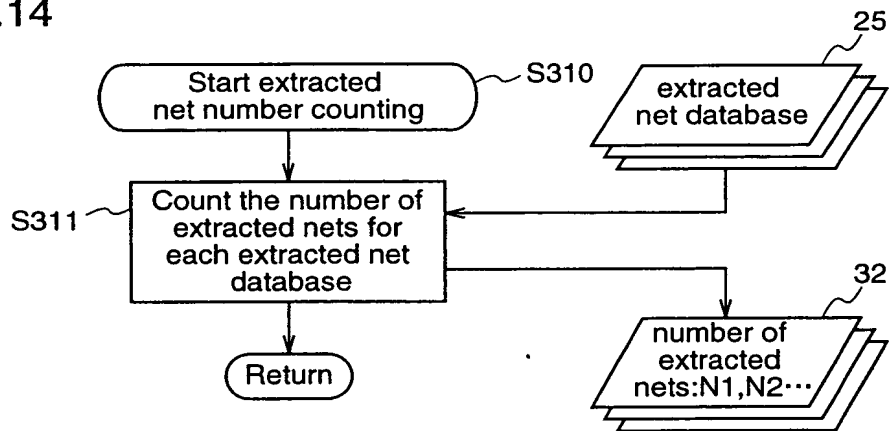 .14
Start extracted
net number counting
S310
25
extracted
net database
S311
Count the number of
extracted nets for
each extracted net
database
32
number of
extracted
nets:N1,N2⋯
Return